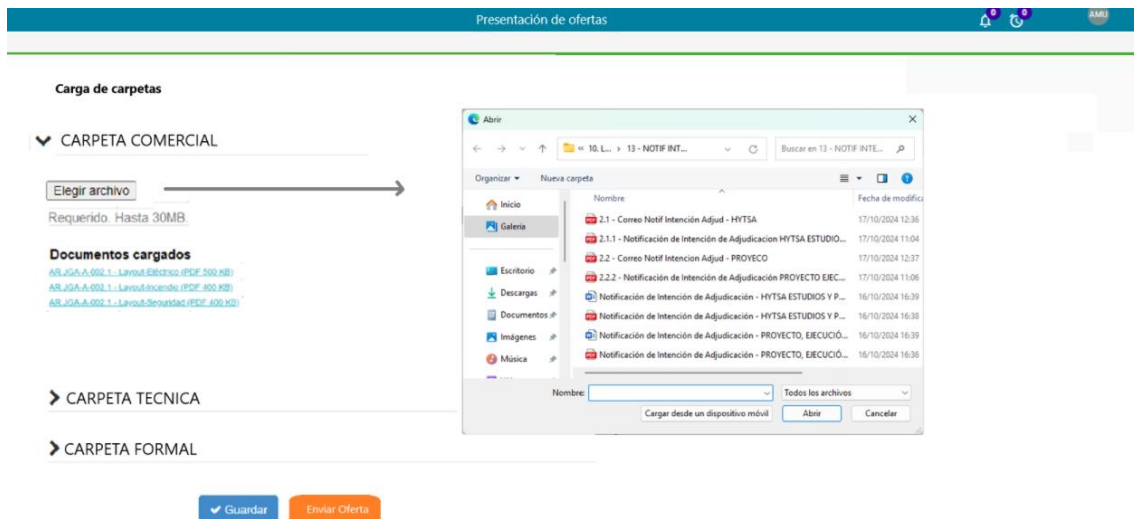 Presentación de ofertas
0
0
AMU
Carga de carpetas
CARPETA COMERCIAL
Elegir archivo
Requerido. Hasta 30MB.
Documentos cargados
AR.JGA-A-002.1 - Layout-Eléctrico (PDF 500 KB)
AR.JGA-A-002.1 - Layout-Incendio (PDF 400 KB)
AR.JGA-A-002.1 - Layout-Seguridad (PDF 400 KB)
CARPETA TECNICA
CARPETA FORMAL
Guardar
Enviar Oferta
Abrir
« 10. L... > 13 - NOTIF INT...
Buscar en 13 - NOTIF INTE...
Organizar
Nueva carpeta
Inicio
Galería
Escritorio
Descargas
Documentos
Imágenes
Música
Nombre
Fecha de modifica
2.1 - Correo Notif Intención Adjud - HYTSA 17/10/2024 12:36
2.1.1 - Notificación de Intención de Adjudicacion HYTSA ESTUDIO... 17/10/2024 11:04
2.2 - Correo Notif Intencion Adjud - PROYECO 17/10/2024 12:37
2.2.2 - Notificación de Intención de Adjudicación PROYECTO EJEC... 17/10/2024 11:06
Notificación de Intención de Adjudicación - HYTSA ESTUDIOS Y P... 16/10/2024 16:39
Notificación de Intención de Adjudicación - HYTSA ESTUDIOS Y P... 16/10/2024 16:38
Notificación de Intención de Adjudicación - PROYECTO, EJECUCIÓ... 16/10/2024 16:39
Notificación de Intención de Adjudicación - PROYECTO, EJECUCIÓ... 16/10/2024 16:36
Nombre:
Todos los archivos
Cargar desde un dispositivo móvil
Abrir
Cancelar